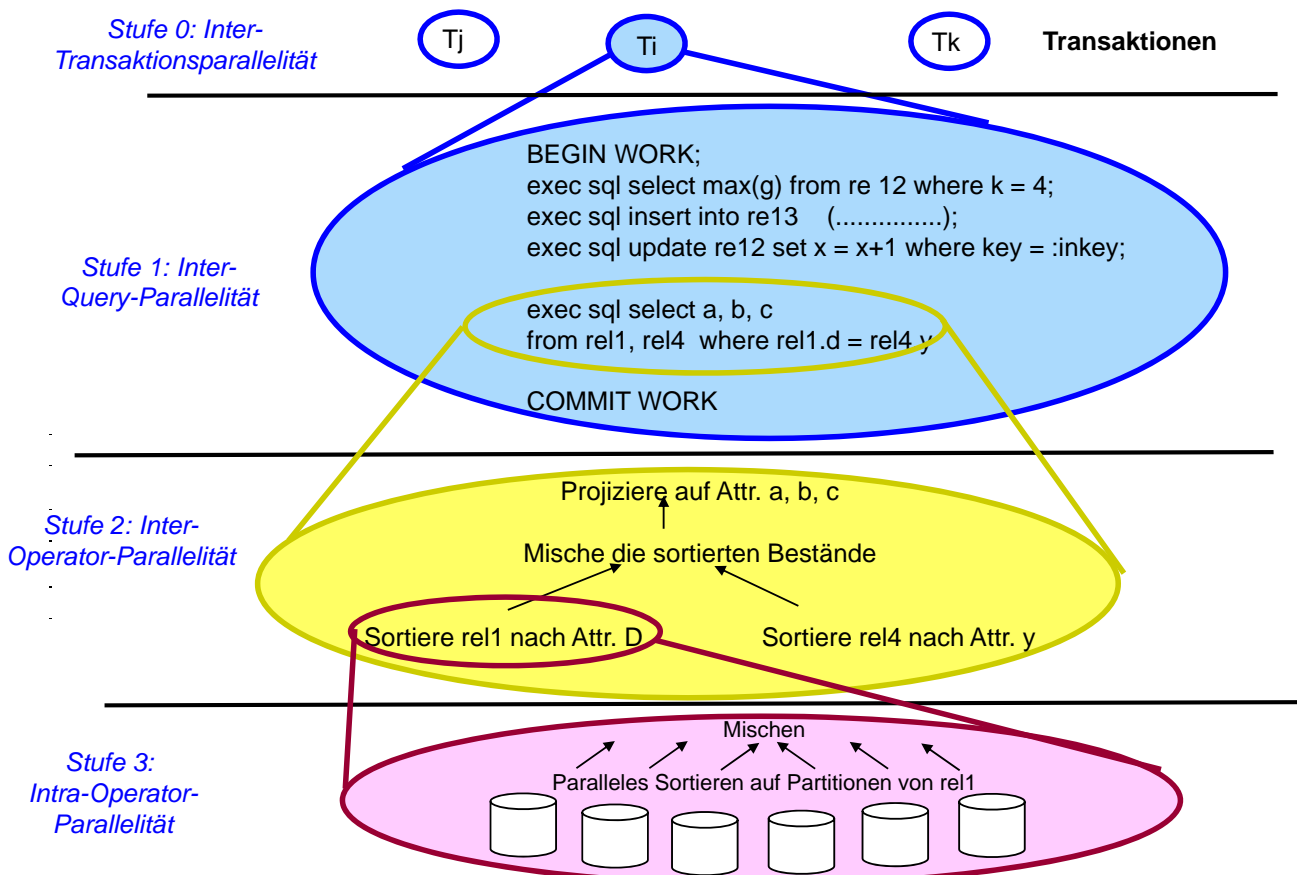 Stufe 0: Inter-
Transaktionsparallelität
Tj
Ti
Tk
Transaktionen
BEGIN WORK;
exec sql select max(g) from re 12 where k = 4;
exec sql insert into re13 (...............);
exec sql update re12 set x = x+1 where key = :inkey;
Stufe 1: Inter-
Query-Parallelität
exec sql select a, b, c
from rel1, rel4 where rel1.d = rel4.y
COMMIT WORK
Projiziere auf Attr. a, b, c
Stufe 2: Inter-
Operator-Parallelität
Mische die sortierten Bestände
Sortiere rel1 nach Attr. D
Sortiere rel4 nach Attr. y
Mischen
Stufe 3:
Intra-Operator-
Parallelität
Paralleles Sortieren auf Partitionen von rel1